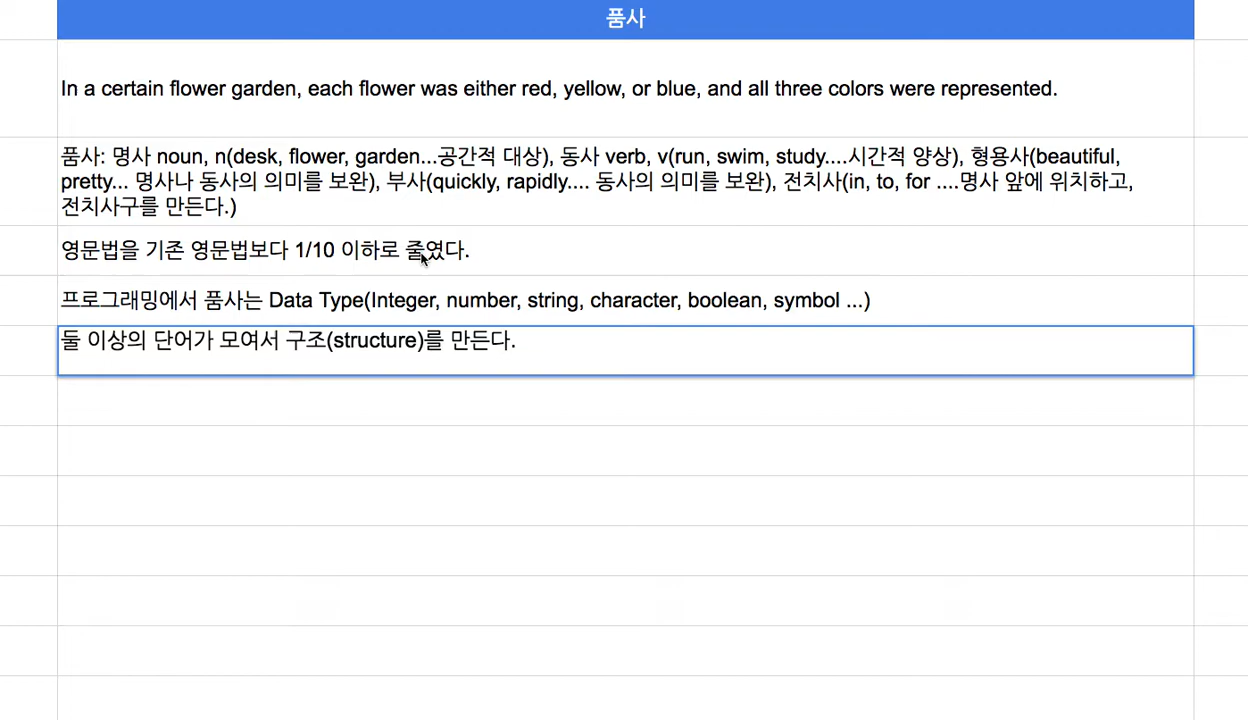 품사
In a certain flower garden, each flower was either red, yellow, or blue, and all three colors were represented.
품사: 명사 noun, n(desk, flower, garden...공간적 대상), 동사 verb, v(run, swim, study....시간적 양상), 형용사(beautiful,
pretty... 명사나 동사의 의미를 보완), 부사(quickly, rapidly.... 동사의 의미를 보완), 전치사(in, to, for ....명사 앞에 위치하고,
전치사구를 만든다.)
영문법을 기존 영문법보다 1/10 이하로 줄였다.
프로그래밍에서 품사는 Data Type(Integer, number, string, character, boolean, symbol ...)
둘 이상의 단어가 모여서 구조(structure)를 만든다.